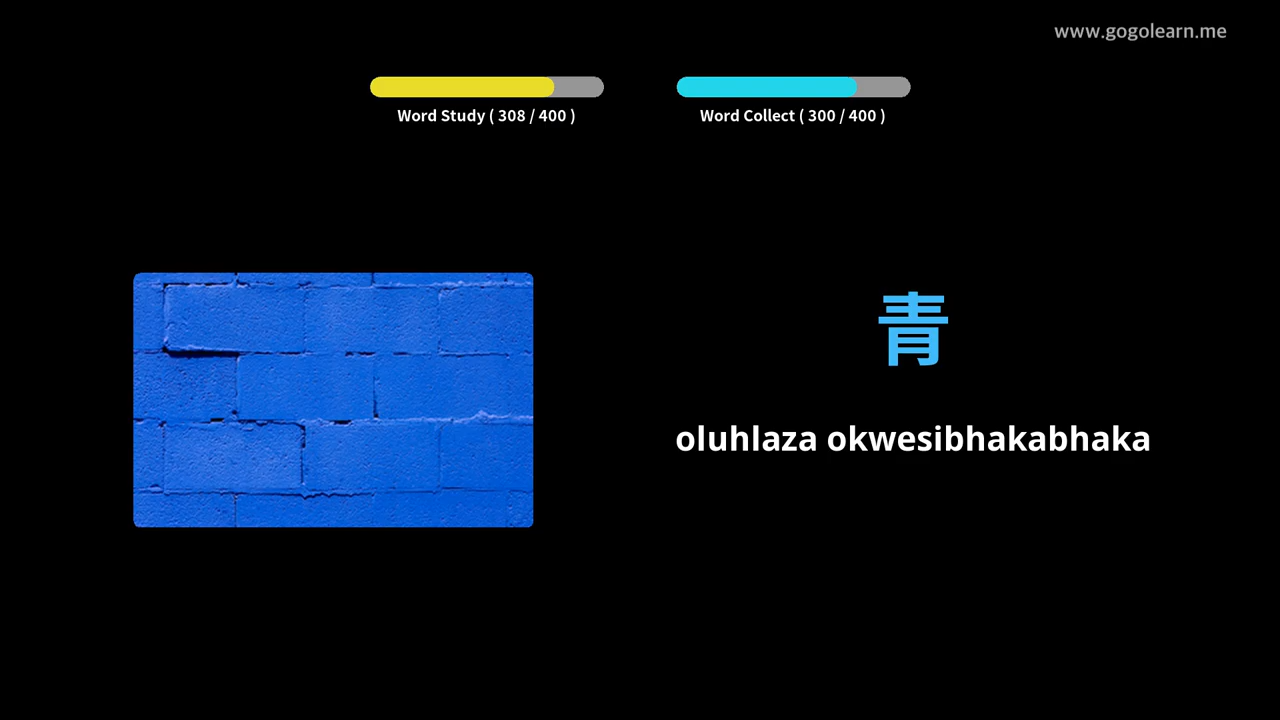 www.gogolearn.me
Word Study ( 308 / 400 )
Word Collect ( 300 / 400 )
青
oluhlaza okwesibhakabhaka